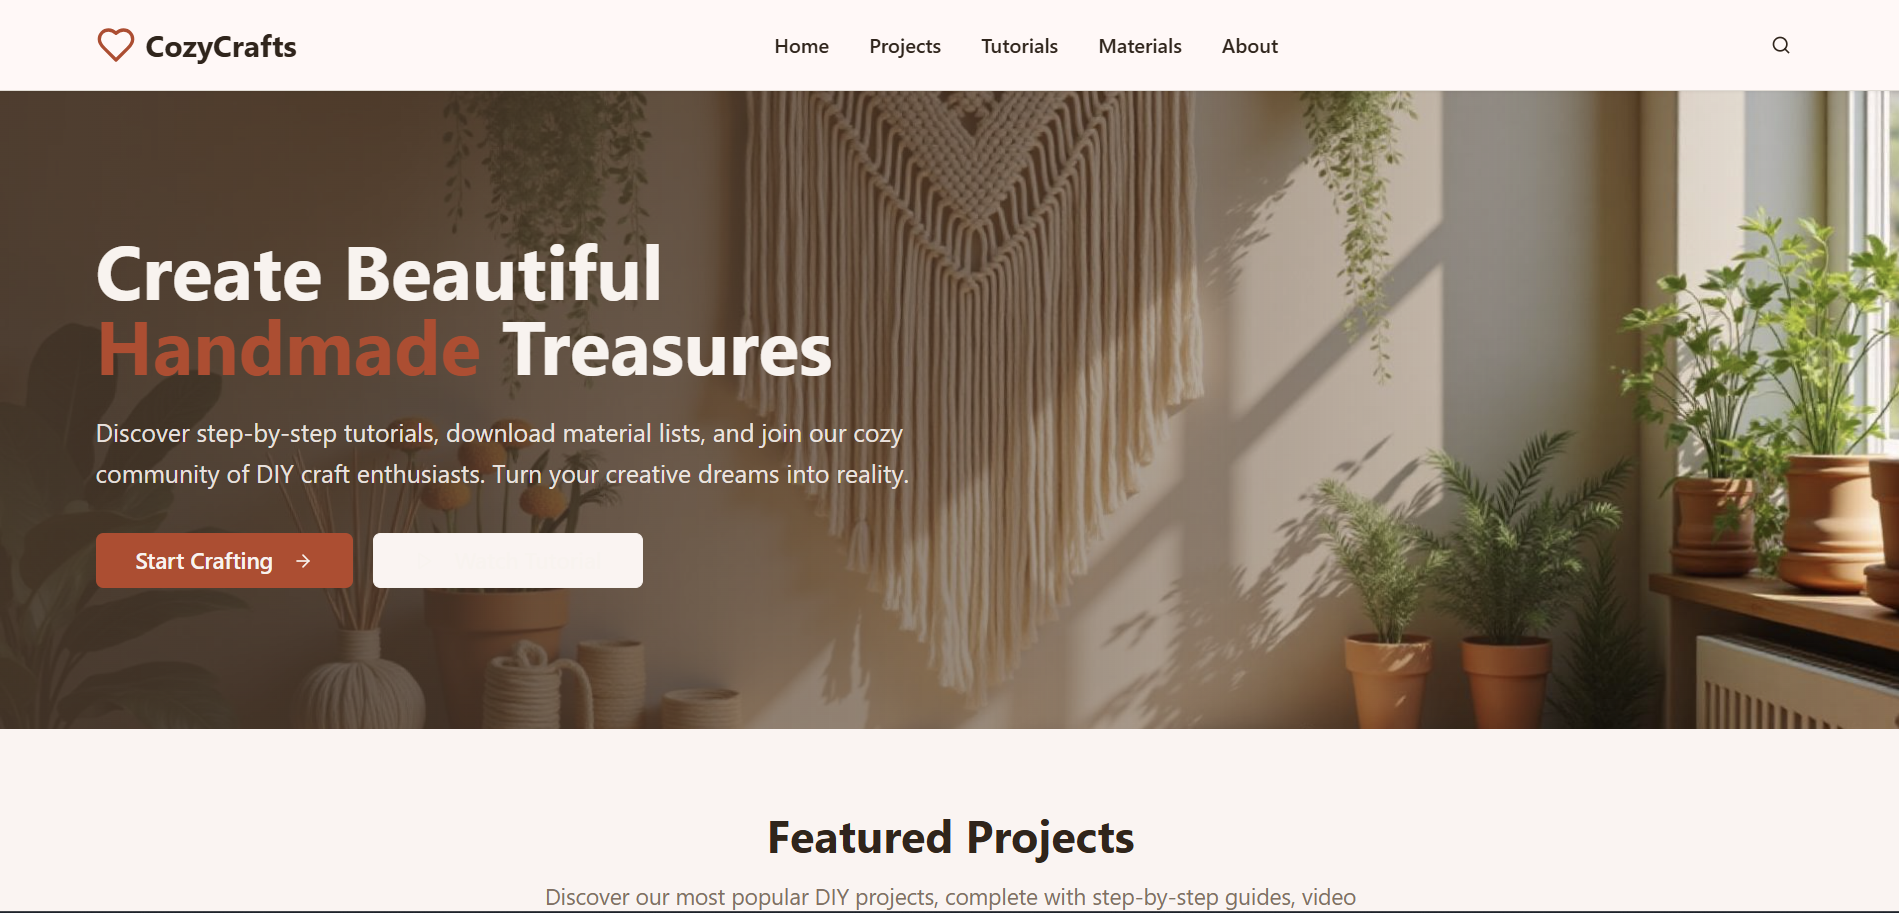 CozyCrafts
Home Projects Tutorials Materials About
Create Beautiful
Handmade Treasures
Discover step-by-step tutorials, download material lists, and join our cozy
community of DIY craft enthusiasts. Turn your creative dreams into reality.
Start Crafting →
Featured Projects
Discover our most popular DIY projects, complete with step-by-step guides, video